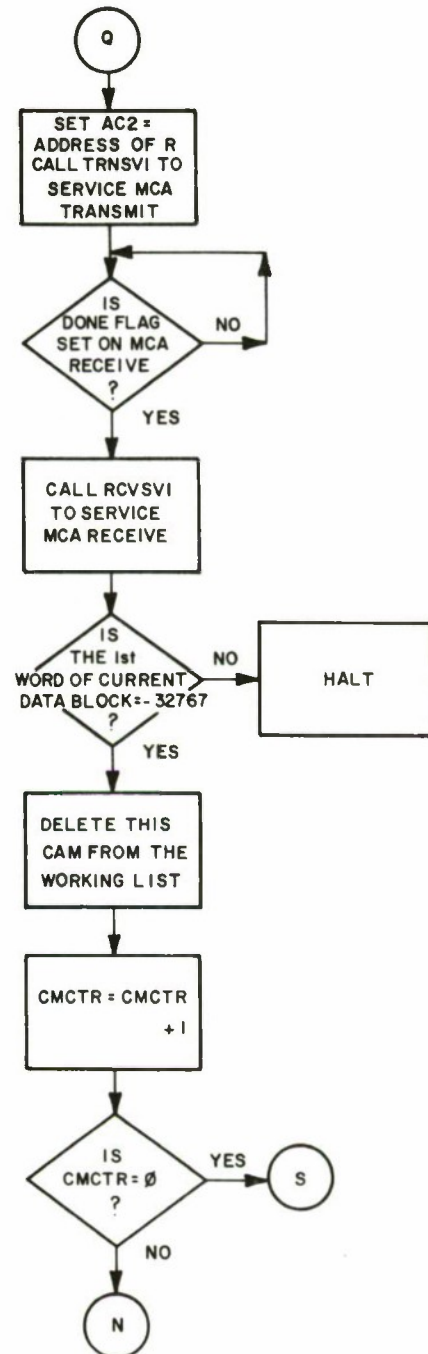 Q
SET AC2=
ADDRESS OF R
CALL TRNSVI TO
SERVICE MCA
TRANSMIT
IS
DONE FLAG
SET ON MCA
RECEIVE
?
NO
YES
CALL RCVSVI
TO SERVICE
MCA RECEIVE
IS
THE 1st
WORD OF CURRENT
DATA BLOCK=-32767
?
NO
HALT
YES
DELETE THIS
CAM FROM THE
WORKING LIST
CMCTR = CMCTR
+1
IS
CMCTR=Ø
?
YES
S
NO
N